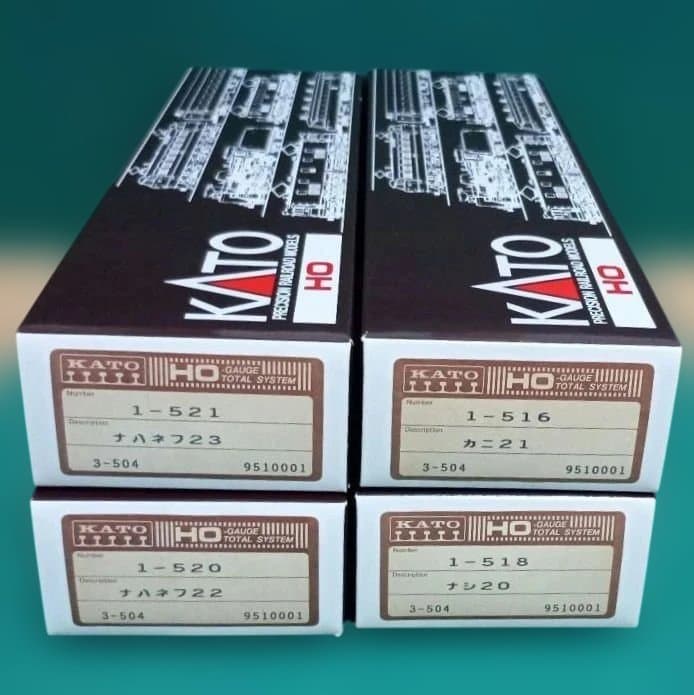 KATO
PRECISION RAILROAD MODELS
HO
KATO
PRECISION RAILROAD MODELS
HO
KATO HO -GAUGE
TOTAL SYSTEM
Number
1-521
Description
ナハネフ23
3-504 9510001
KATO HO -GAUGE
TOTAL SYSTEM
Number
1-516
Description
カニ21
3-504 9510001
KATO HO -GAUGE
TOTAL SYSTEM
Number
1-520
Description
ナハネフ22
3-504 9510001
KATO HO -GAUGE
TOTAL SYSTEM
Number
1-518
Description
ナシ20
3-504 9510001